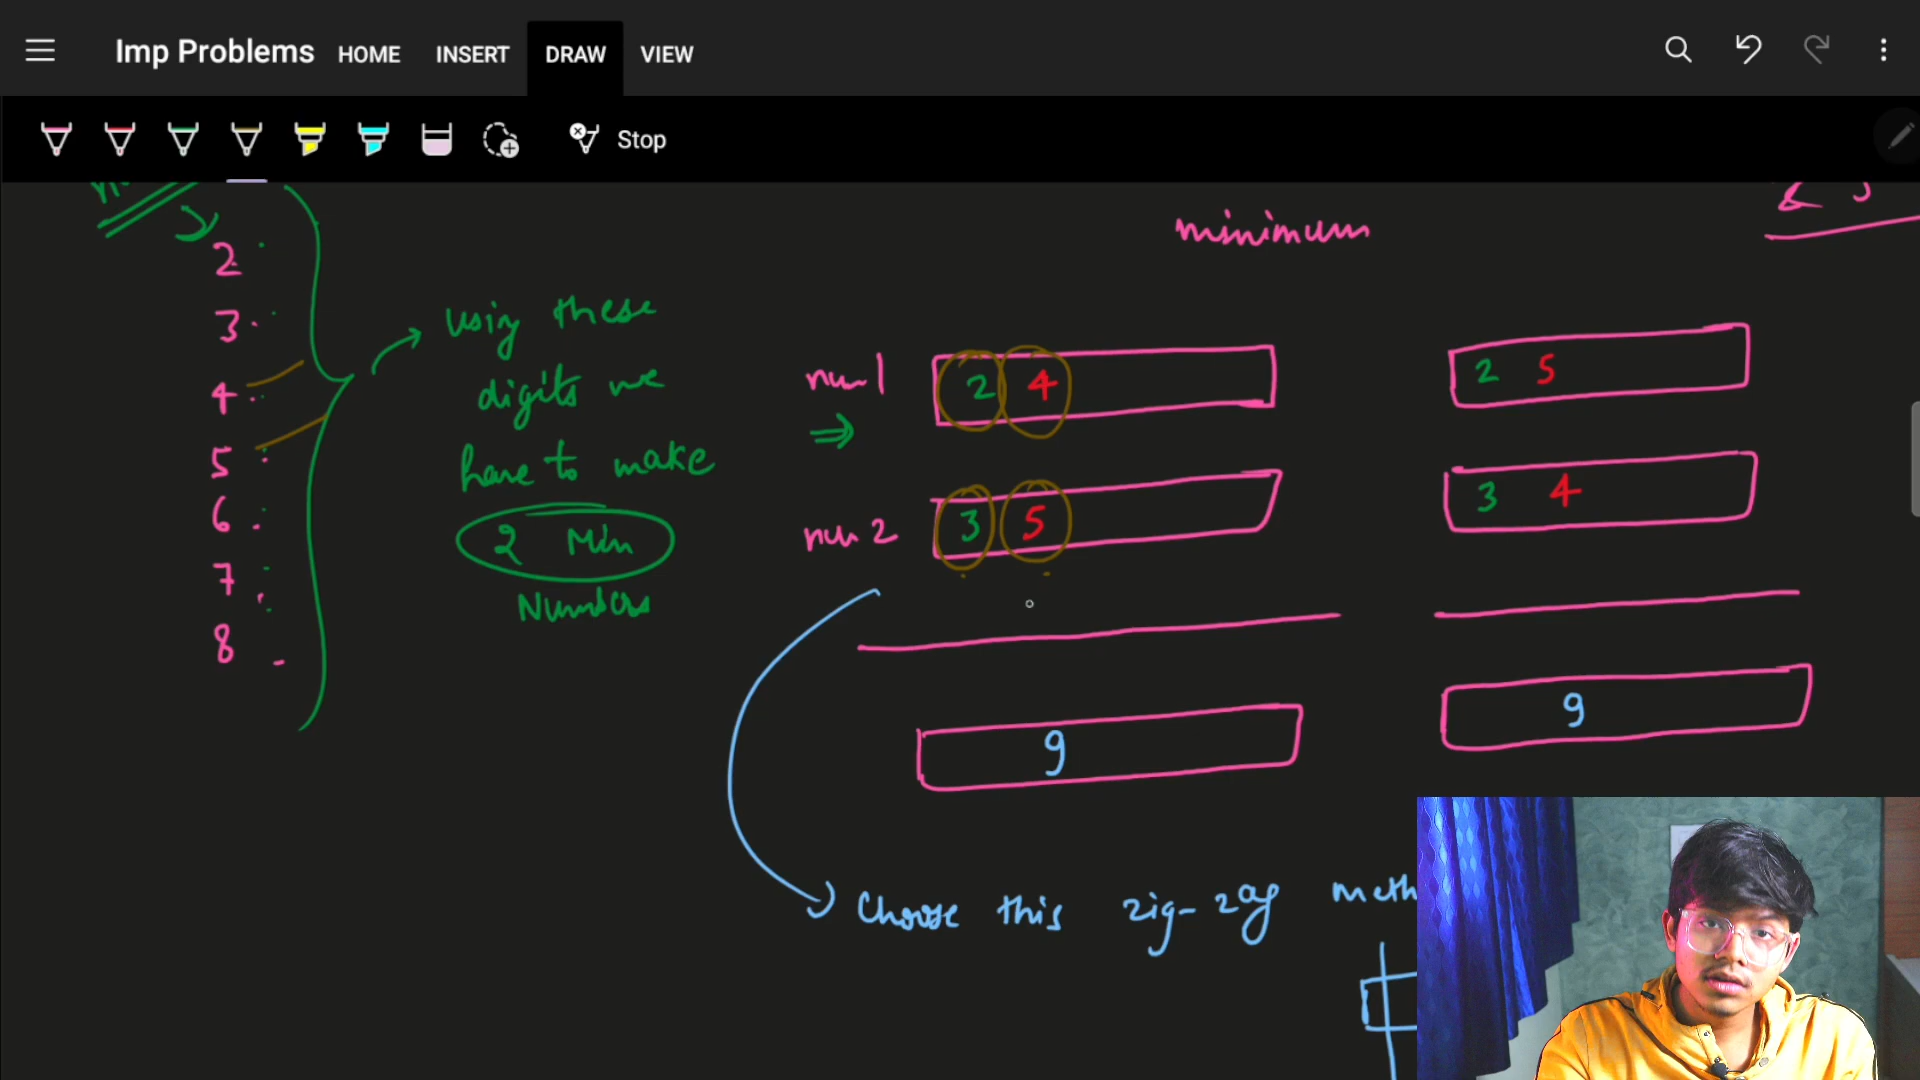 Imp Problems HOME INSERT DRAW VIEW
Stop
minimum
2
3
4
5
6
7
8
using these
digits we
have to make
2 Min
Numbers
num1
2 4
num 2
3 5
9
2 5
3 4
9
Choose this zig-zag meth